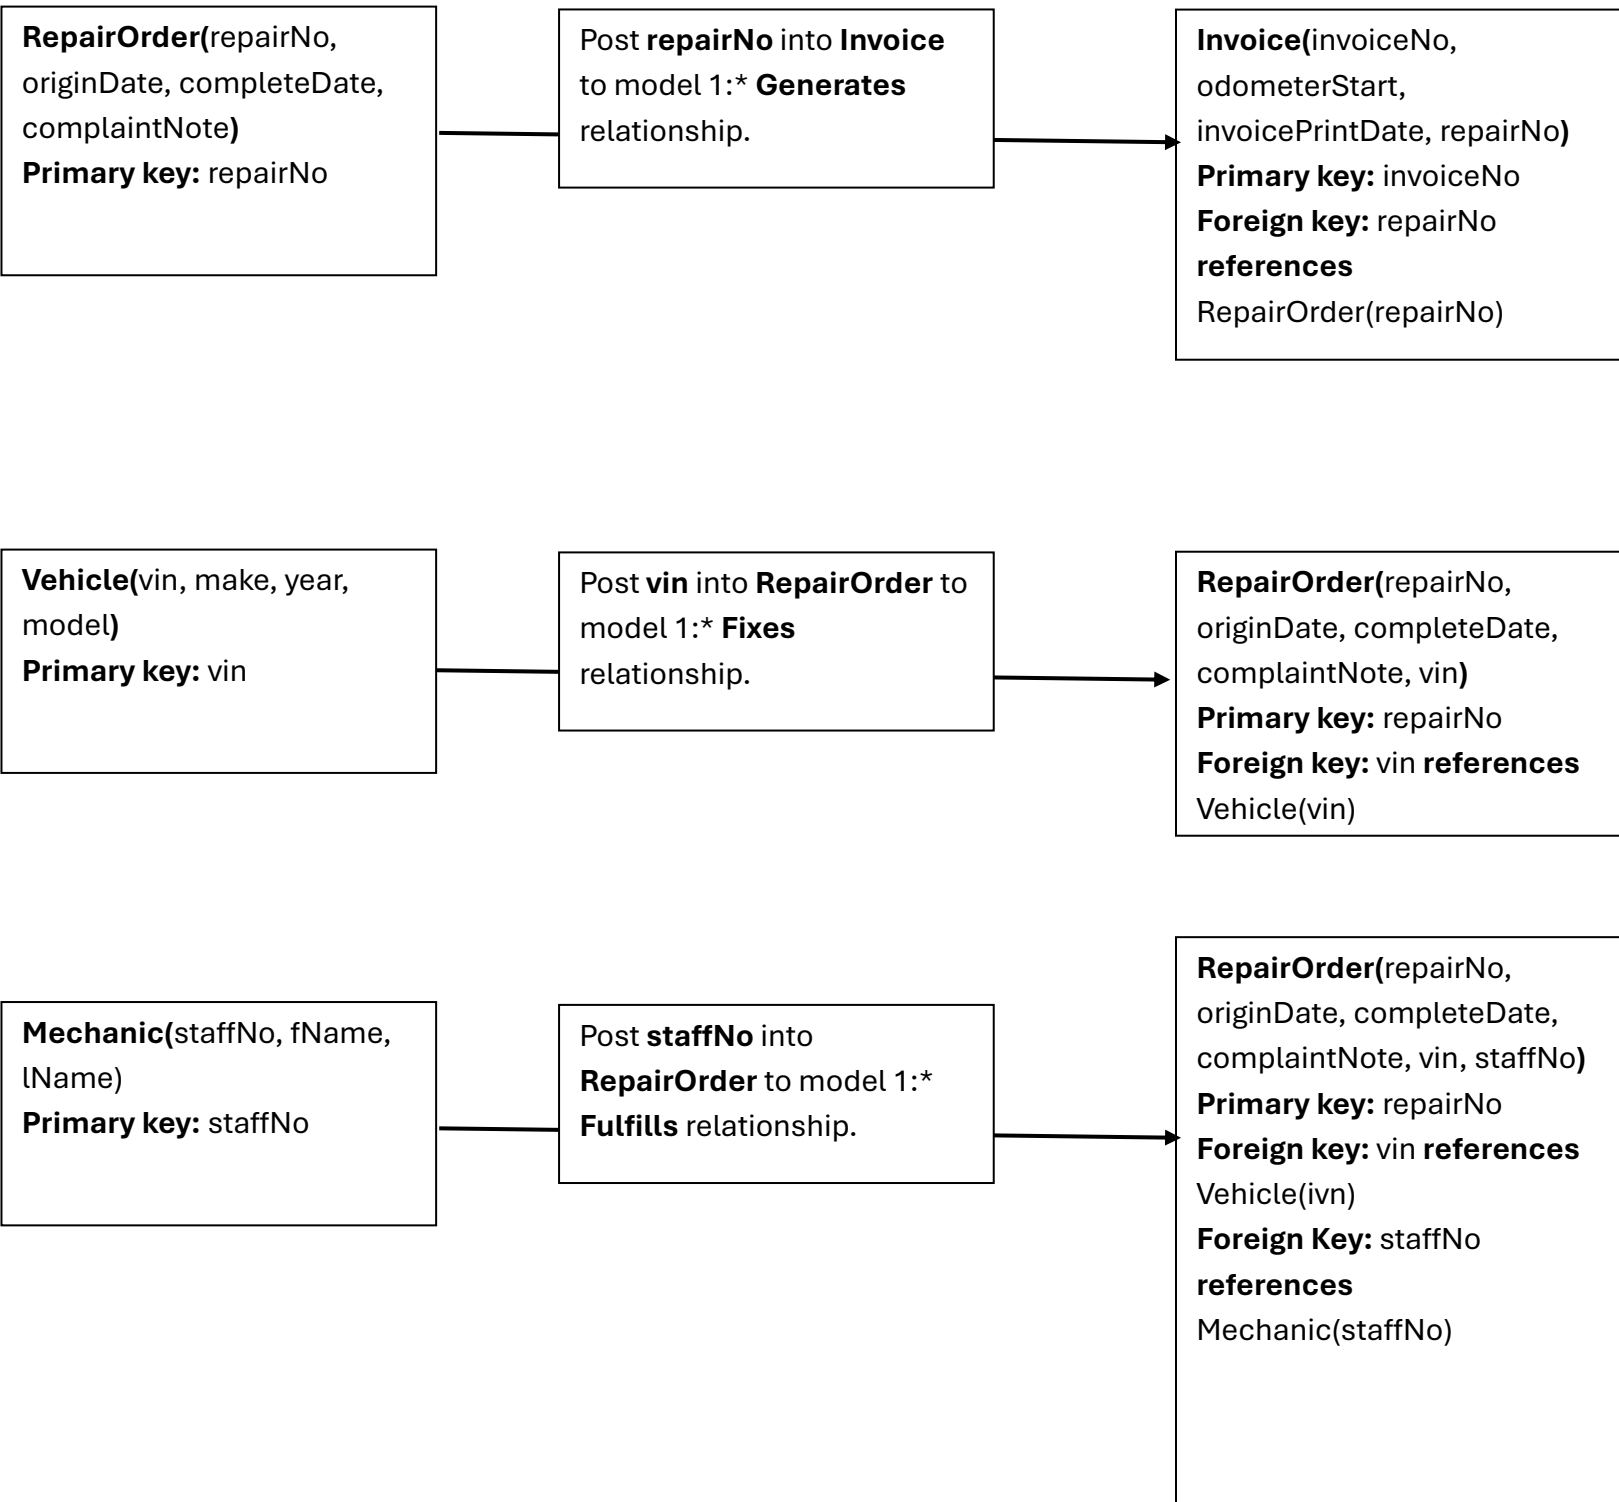 RepairOrder(repairNo,
originDate, completeDate,
complaintNote)
Primary key: repairNo
Post repairNo into Invoice
to model 1:* Generates
relationship.
Invoice(invoiceNo,
odometerStart,
invoicePrintDate, repairNo)
Primary key: invoiceNo
Foreign key: repairNo
references
RepairOrder(repairNo)
Vehicle(vin, make, year,
model)
Primary key: vin
Post vin into RepairOrder to
model 1:* Fixes
relationship.
RepairOrder(repairNo,
originDate, completeDate,
complaintNote, vin)
Primary key: repairNo
Foreign key: vin references
Vehicle(vin)
Mechanic(staffNo, fName,
lName)
Primary key: staffNo
Post staffNo into
RepairOrder to model 1:*
Fulfills relationship.
RepairOrder(repairNo,
originDate, completeDate,
complaintNote, vin, staffNo)
Primary key: repairNo
Foreign key: vin references
Vehicle(ivn)
Foreign Key: staffNo
references
Mechanic(staffNo)